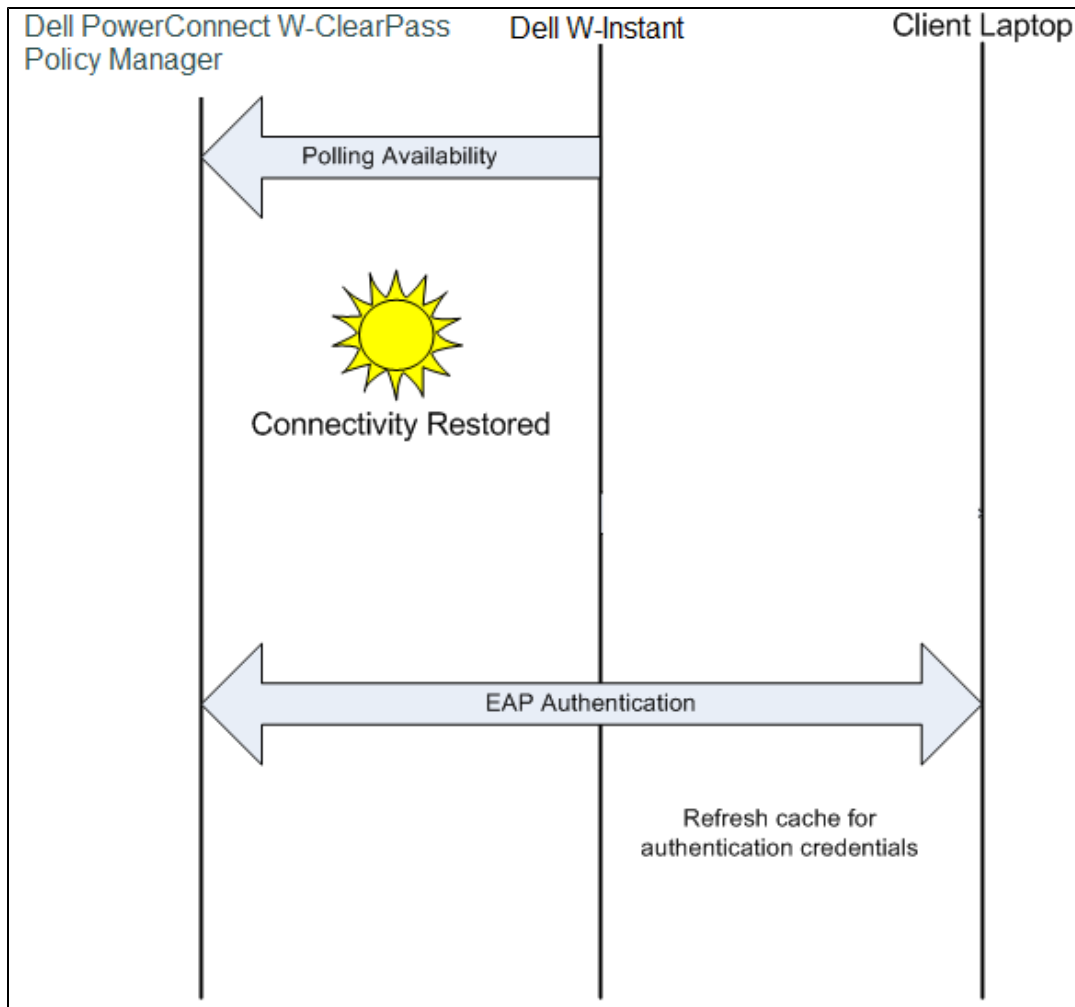 Dell PowerConnect W-ClearPass
Policy Manager
Dell W-Instant
Client Laptop
Polling Availability
Connectivity Restored
EAP Authentication
Refresh cache for
authentication credentials